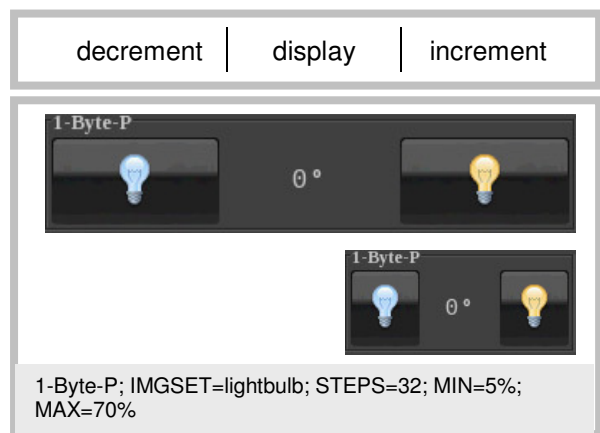 decrement display increment
1-Byte-P
0°
1-Byte-P
0°
1-Byte-P; IMGSET=lightbulb; STEPS=32; MIN=5%;
MAX=70%